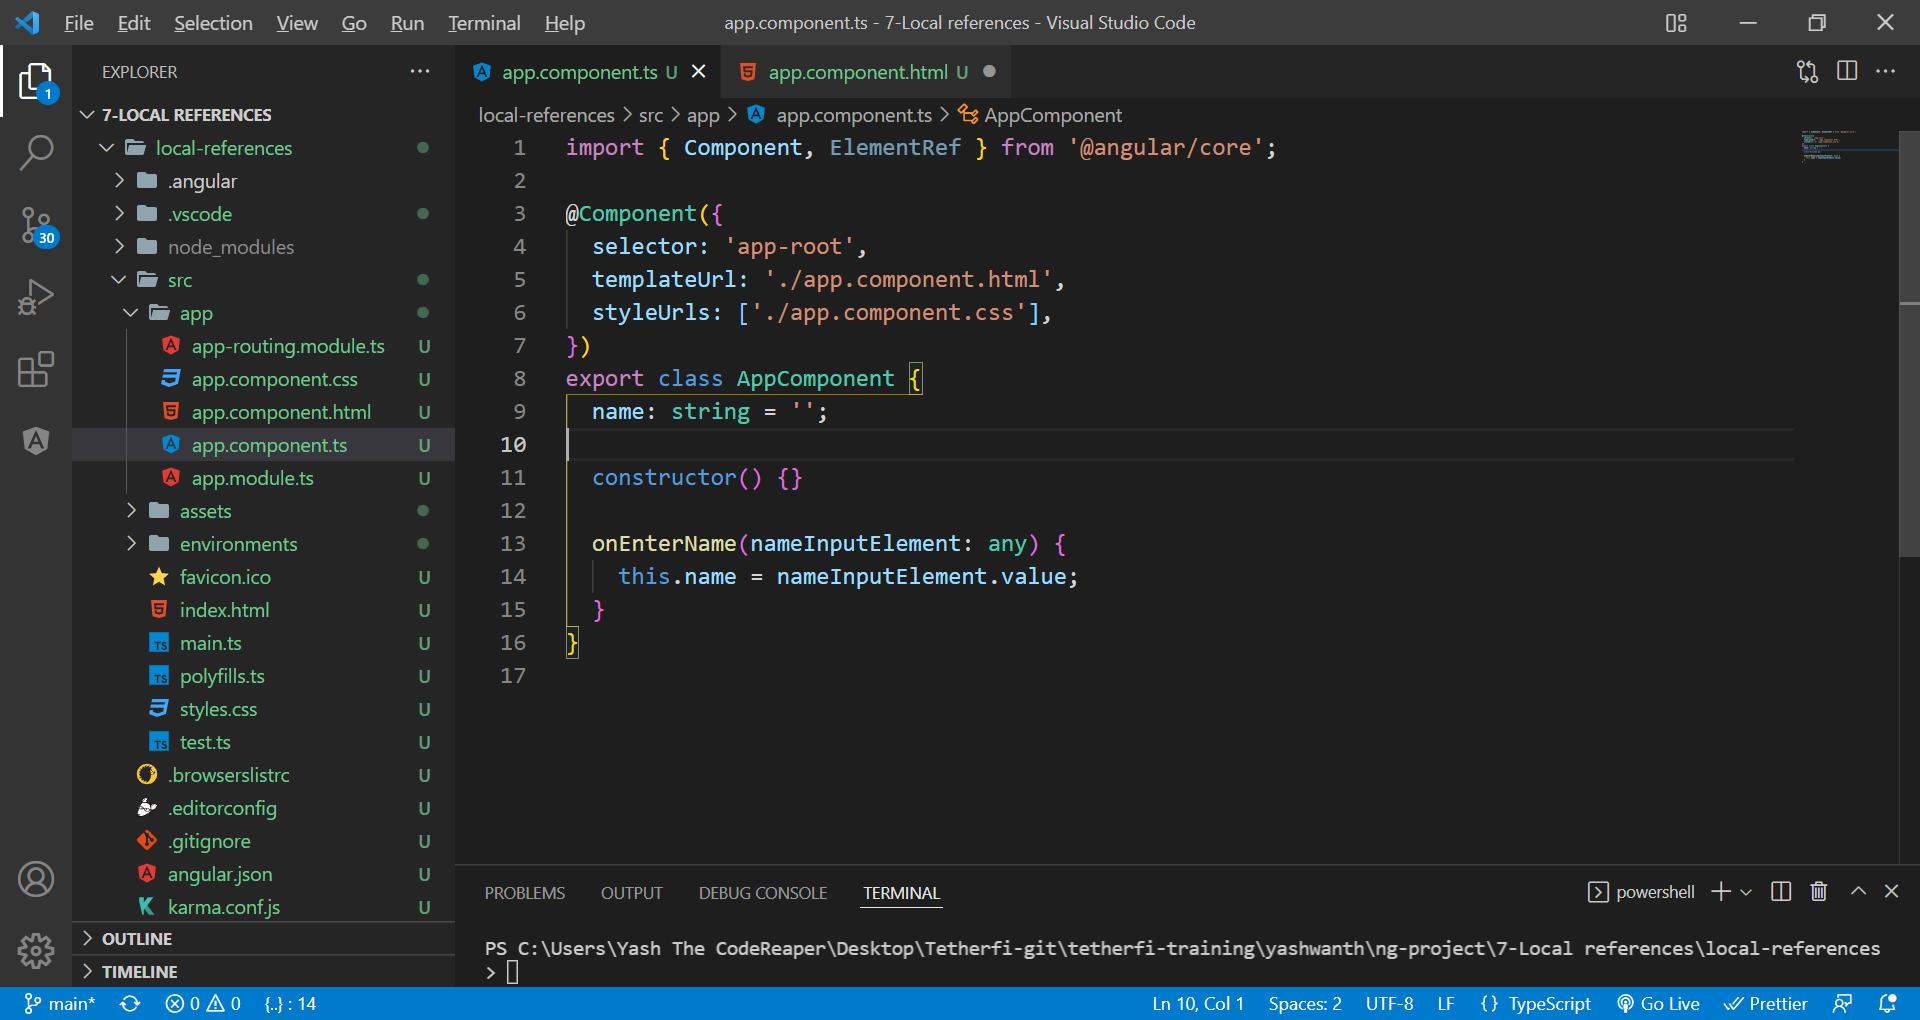 File Edit Selection View Go Run Terminal Help app.component.ts - 7-Local references - Visual Studio Code
EXPLORER
1
30
7-LOCAL REFERENCES
local-references
.angular
.vscode
node_modules
src
app
app-routing.module.ts U
app.component.css U
app.component.html U
app.component.ts U
app.module.ts U
assets
environments
favicon.ico U
index.html U
main.ts U
polyfills.ts U
styles.css U
test.ts U
.browserslistrc U
.editorconfig U
.gitignore U
angular.json U
karma.conf.js U
OUTLINE
TIMELINE
app.component.ts U app.component.html U
local-references > src > app > app.component.ts > AppComponent
1 import { Component, ElementRef } from '@angular/core';
2
3 @Component({
4 selector: 'app-root',
5 templateUrl: './app.component.html',
6 styleUrls: ['./app.component.css'],
7 })
8 export class AppComponent {
9 name: string = '';
10
11 constructor() {}
12
13 onEnterName(nameInputElement: any) {
14 this.name = nameInputElement.value;
15 }
16 }
17
PROBLEMS OUTPUT DEBUG CONSOLE TERMINAL powershell
PS C:\Users\Yash The CodeReaper\Desktop\Tetherfi-git\tetherfi-training\yashwanth\ng-project\7-Local references\local-references
>
main* 0 0 {..} : 14 Ln 10, Col 1 Spaces: 2 UTF-8 LF {} TypeScript Go Live Prettier